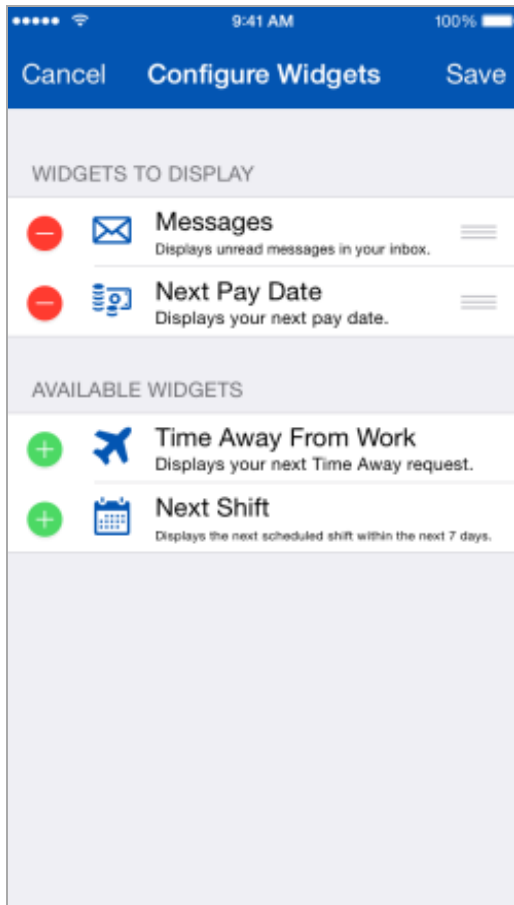 9:41 AM 100%
Cancel Configure Widgets Save
WIDGETS TO DISPLAY
Messages
Displays unread messages in your inbox.
Next Pay Date
Displays your next pay date.
AVAILABLE WIDGETS
Time Away From Work
Displays your next Time Away request.
Next Shift
Displays the next scheduled shift within the next 7 days.